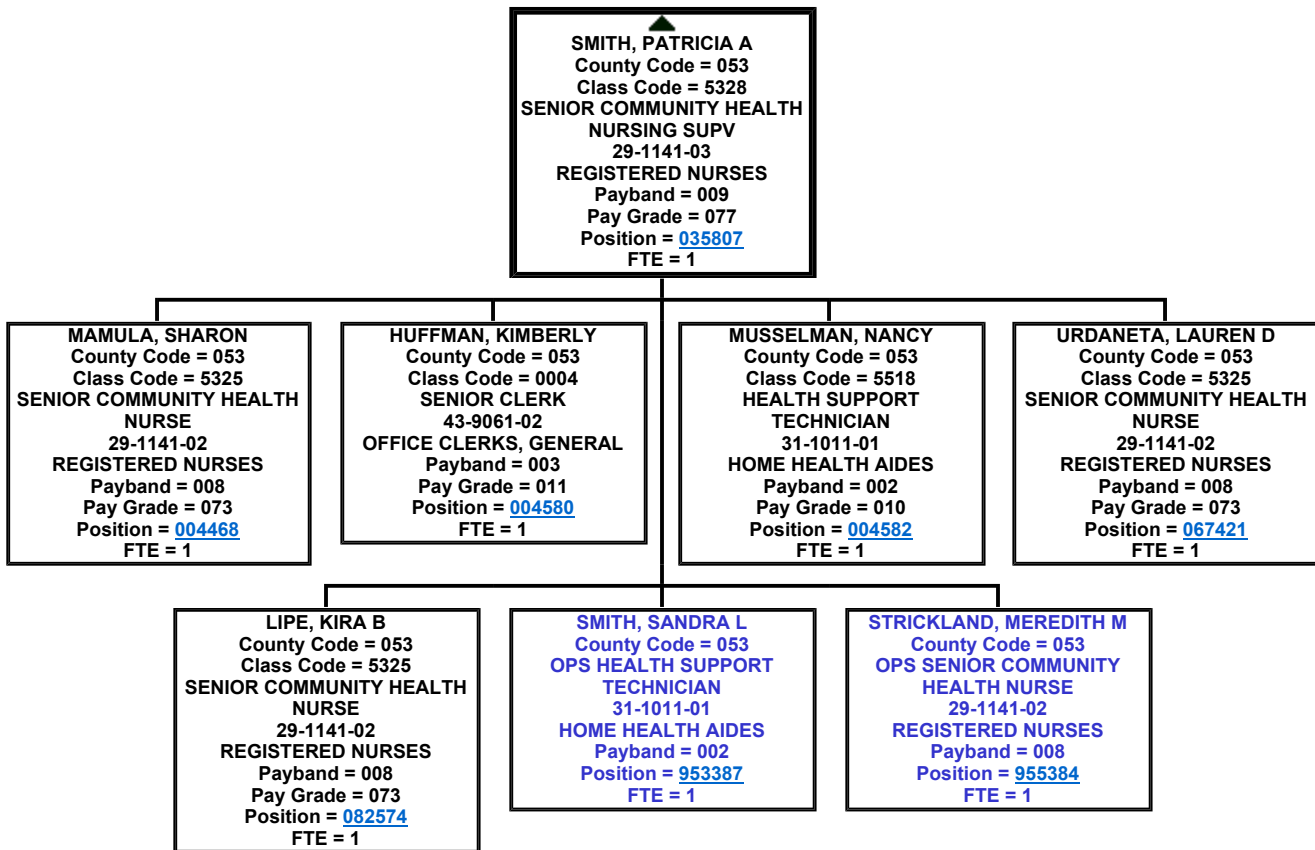 SMITH, PATRICIA A
County Code = 053
Class Code = 5328
SENIOR COMMUNITY HEALTH
NURSING SUPV
29-1141-03
REGISTERED NURSES
Payband = 009
Pay Grade = 077
Position = 035807
FTE = 1
MAMULA, SHARON
County Code = 053
Class Code = 5325
SENIOR COMMUNITY HEALTH
NURSE
29-1141-02
REGISTERED NURSES
Payband = 008
Pay Grade = 073
Position = 004468
FTE = 1
HUFFMAN, KIMBERLY
County Code = 053
Class Code = 0004
SENIOR CLERK
43-9061-02
OFFICE CLERKS, GENERAL
Payband = 003
Pay Grade = 011
Position = 004580
FTE = 1
MUSSELMAN, NANCY
County Code = 053
Class Code = 5518
HEALTH SUPPORT
TECHNICIAN
31-1011-01
HOME HEALTH AIDES
Payband = 002
Pay Grade = 010
Position = 004582
FTE = 1
URDANETA, LAUREN D
County Code = 053
Class Code = 5325
SENIOR COMMUNITY HEALTH
NURSE
29-1141-02
REGISTERED NURSES
Payband = 008
Pay Grade = 073
Position = 067421
FTE = 1
LIPE, KIRA B
County Code = 053
Class Code = 5325
SENIOR COMMUNITY HEALTH
NURSE
29-1141-02
REGISTERED NURSES
Payband = 008
Pay Grade = 073
Position = 082574
FTE = 1
SMITH, SANDRA L
County Code = 053
OPS HEALTH SUPPORT
TECHNICIAN
31-1011-01
HOME HEALTH AIDES
Payband = 002
Position = 953387
FTE = 1
STRICKLAND, MEREDITH M
County Code = 053
OPS SENIOR COMMUNITY
HEALTH NURSE
29-1141-02
REGISTERED NURSES
Payband = 008
Position = 955384
FTE = 1